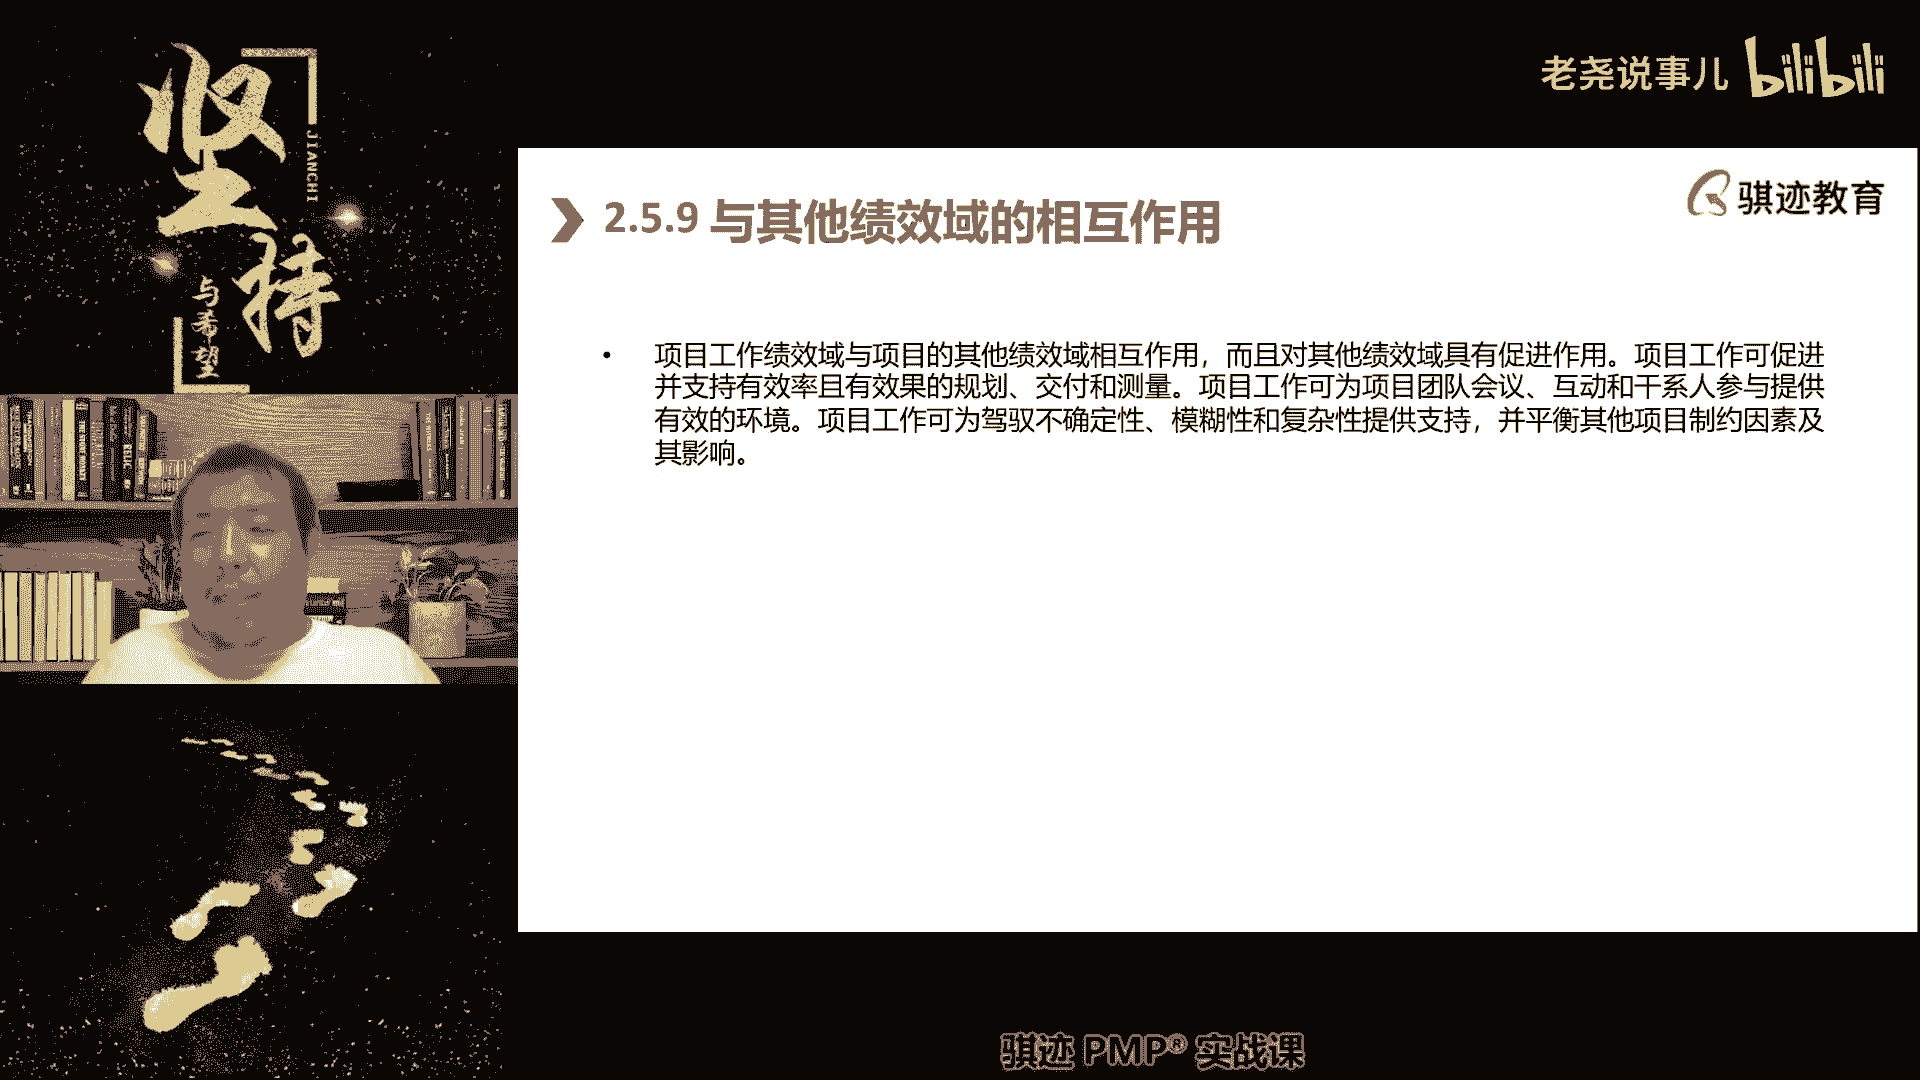 坚持
JIANCHI
与希望
老尧说事儿 bilibili
骐迹教育
2.5.9 与其他绩效域的相互作用
• 项目工作绩效域与项目的其他绩效域相互作用，而且对其他绩效域具有促进作用。项目工作可促进
并支持有效率且有效果的规划、交付和测量。项目工作可为项目团队会议、互动和干系人参与提供
有效的环境。项目工作可为驾驭不确定性、模糊性和复杂性提供支持，并平衡其他项目制约因素及
其影响。
骐迹 PMP® 实战课